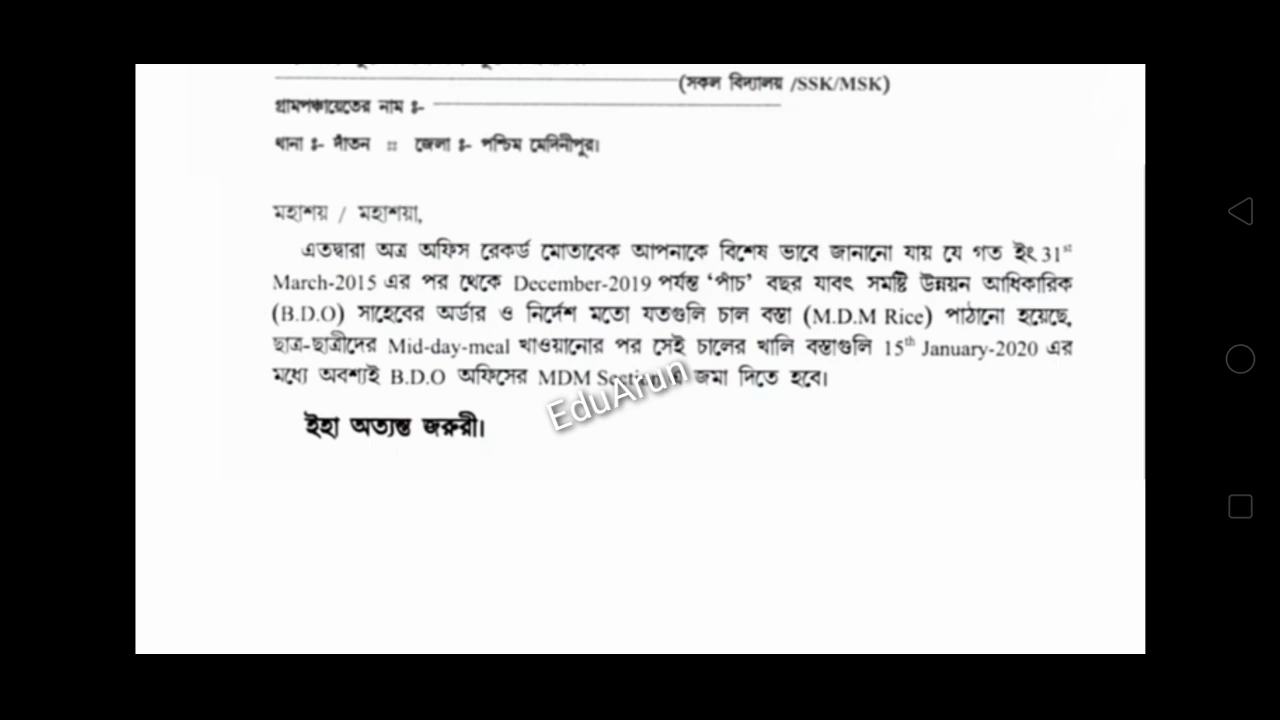 (সকল বিদ্যালয় /SSK/MSK)
গ্রামপঞ্চায়েতের নাম ঃ-
থানা ঃ- দাঁতন :: জেলা ঃ- পশ্চিম মেদিনীপুর।
মহাশয় / মহাশয়া,
এতদ্বারা অত্র অফিস রেকর্ড মোতাবেক আপনাকে বিশেষ ভাবে জানানো যায় যে গত ইং 31st
March-2015 এর পর থেকে December-2019 পর্যন্ত ‘পাঁচ’ বছর যাবৎ সমষ্টি উন্নয়ন আধিকারিক
(B.D.O) সাহেবের অর্ডার ও নির্দেশ মতো যতগুলি চাল বস্তা (M.D.M Rice) পাঠানো হয়েছে,
ছাত্র-ছাত্রীদের Mid-day-meal খাওয়ানোর পর সেই চালের খালি বস্তাগুলি 15th January-2020 এর
মধ্যে অবশ্যই B.D.O অফিসের MDM Section জমা দিতে হবে।
EduArun
ইহা অত্যন্ত জরুরী।